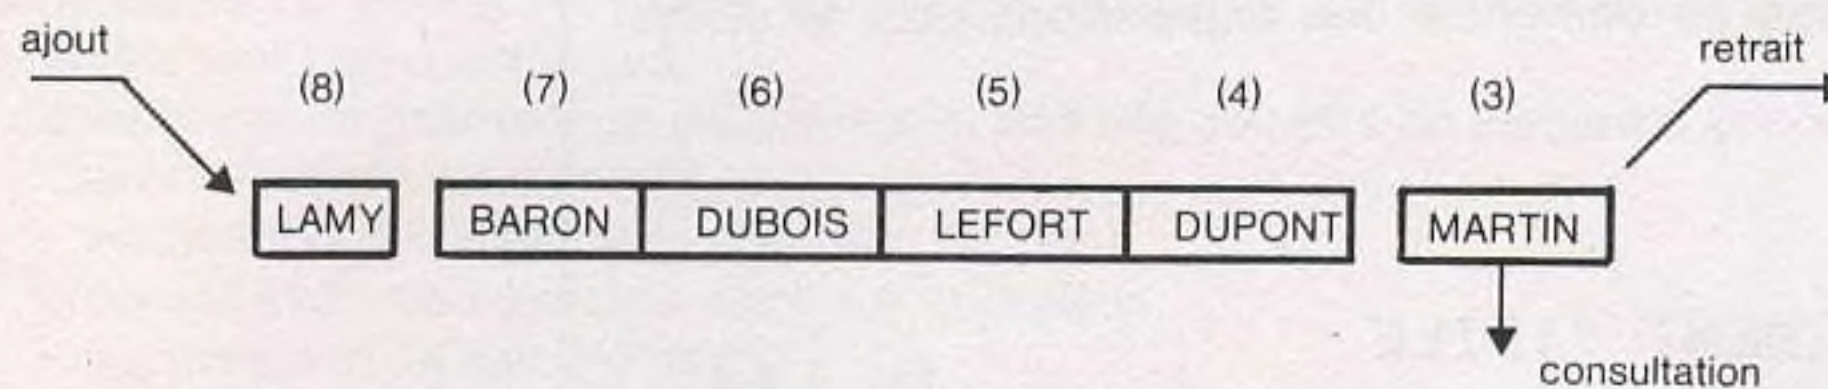 ajout
retrait
(8) (7) (6) (5) (4) (3)
LAMY BARON DUBOIS LEFORT DUPONT MARTIN
consultation